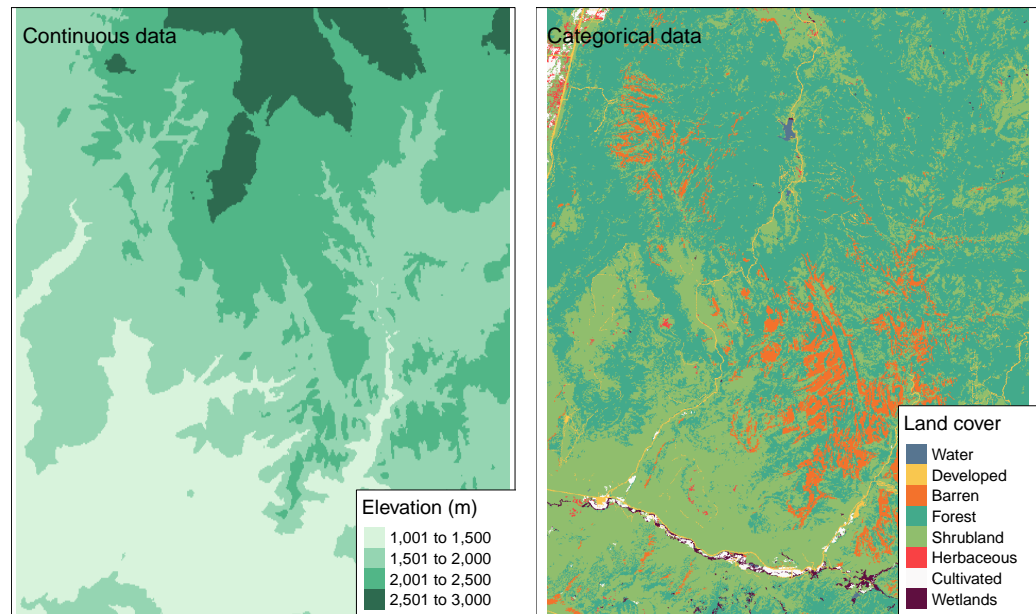 Continuous data
Elevation (m)
1,001 to 1,500
1,501 to 2,000
2,001 to 2,500
2,501 to 3,000
Categorical data
Land cover
Water
Developed
Barren
Forest
Shrubland
Herbaceous
Cultivated
Wetlands